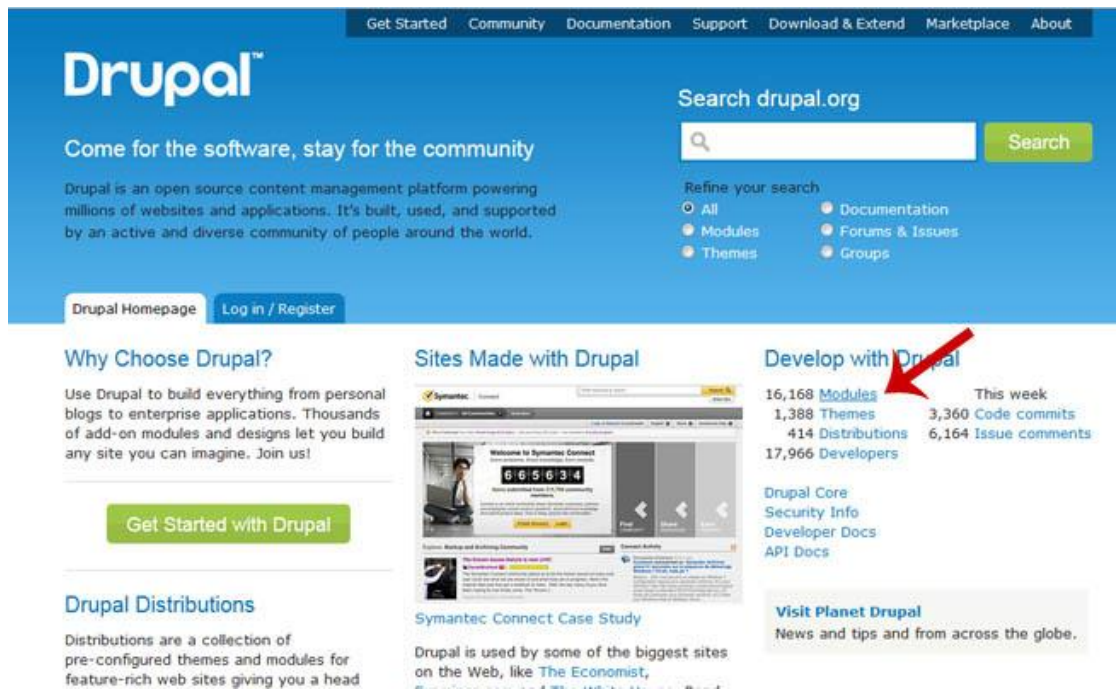 Get Started Community Documentation Support Download & Extend Marketplace About
Drupal™
Come for the software, stay for the community
Drupal is an open source content management platform powering
millions of websites and applications. It's built, used, and supported
by an active and diverse community of people around the world.
Search drupal.org
Search
Refine your search
All
Modules
Themes
Documentation
Forums & Issues
Groups
Drupal Homepage
Log in / Register
Why Choose Drupal?
Use Drupal to build everything from personal
blogs to enterprise applications. Thousands
of add-on modules and designs let you build
any site you can imagine. Join us!
Get Started with Drupal
Drupal Distributions
Distributions are a collection of
pre-configured themes and modules for
feature-rich web sites giving you a head
Sites Made with Drupal
Symantec
Welcome to Symantec Connect
665634
Symantec Connect Case Study
Drupal is used by some of the biggest sites
on the Web, like The Economist,
Develop with Drupal
16,168 Modules
1,388 Themes
414 Distributions
17,966 Developers
This week
3,360 Code commits
6,164 Issue comments
Drupal Core
Security Info
Developer Docs
API Docs
Visit Planet Drupal
News and tips and from across the globe.